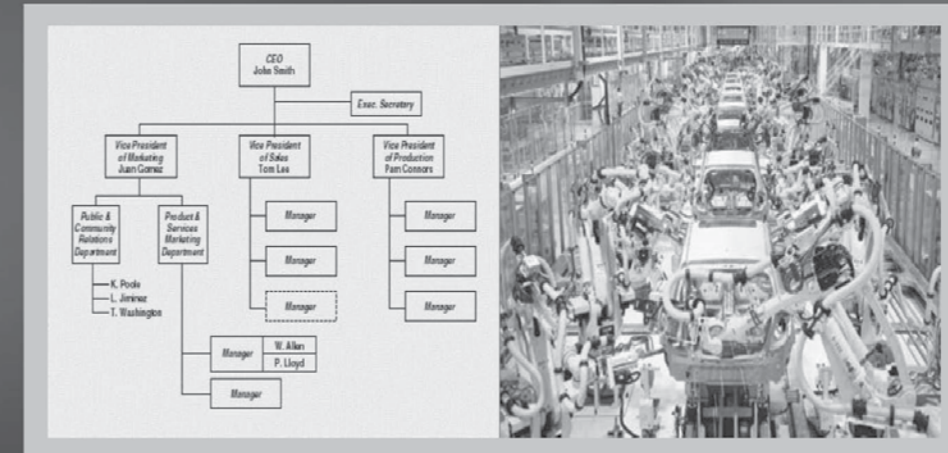 CEO
John Smith
Exec. Secretary
Vice President
of Marketing
Juan Gomez
Vice President
of Sales
Tom Lee
Vice President
of Production
Pam Connors
Public &
Community
Relations
Department
Product &
Services
Marketing
Department
Manager
Manager
Manager
Manager
Manager
Manager
K. Poole
L. Jiminez
T. Washington
Manager
W. Allen
P. Lloyd
Manager